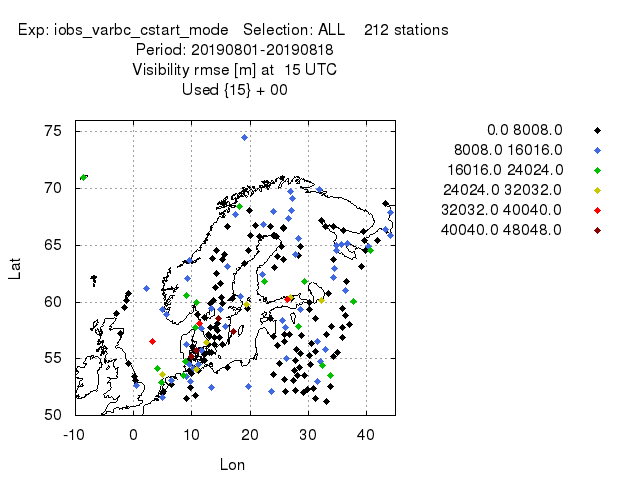 Exp: iobs_varbc_cstart_mode   Selection: ALL    212 stations
Period: 20190801-20190818
Visibility rmse [m] at  15 UTC
Used {15} + 00
0.0 8008.0
8008.0 16016.0
16016.0 24024.0
24024.0 32032.0
32032.0 40040.0
40040.0 48048.0
75
70
65
60
55
50
Lat
-10 0 10 20 30 40
Lon